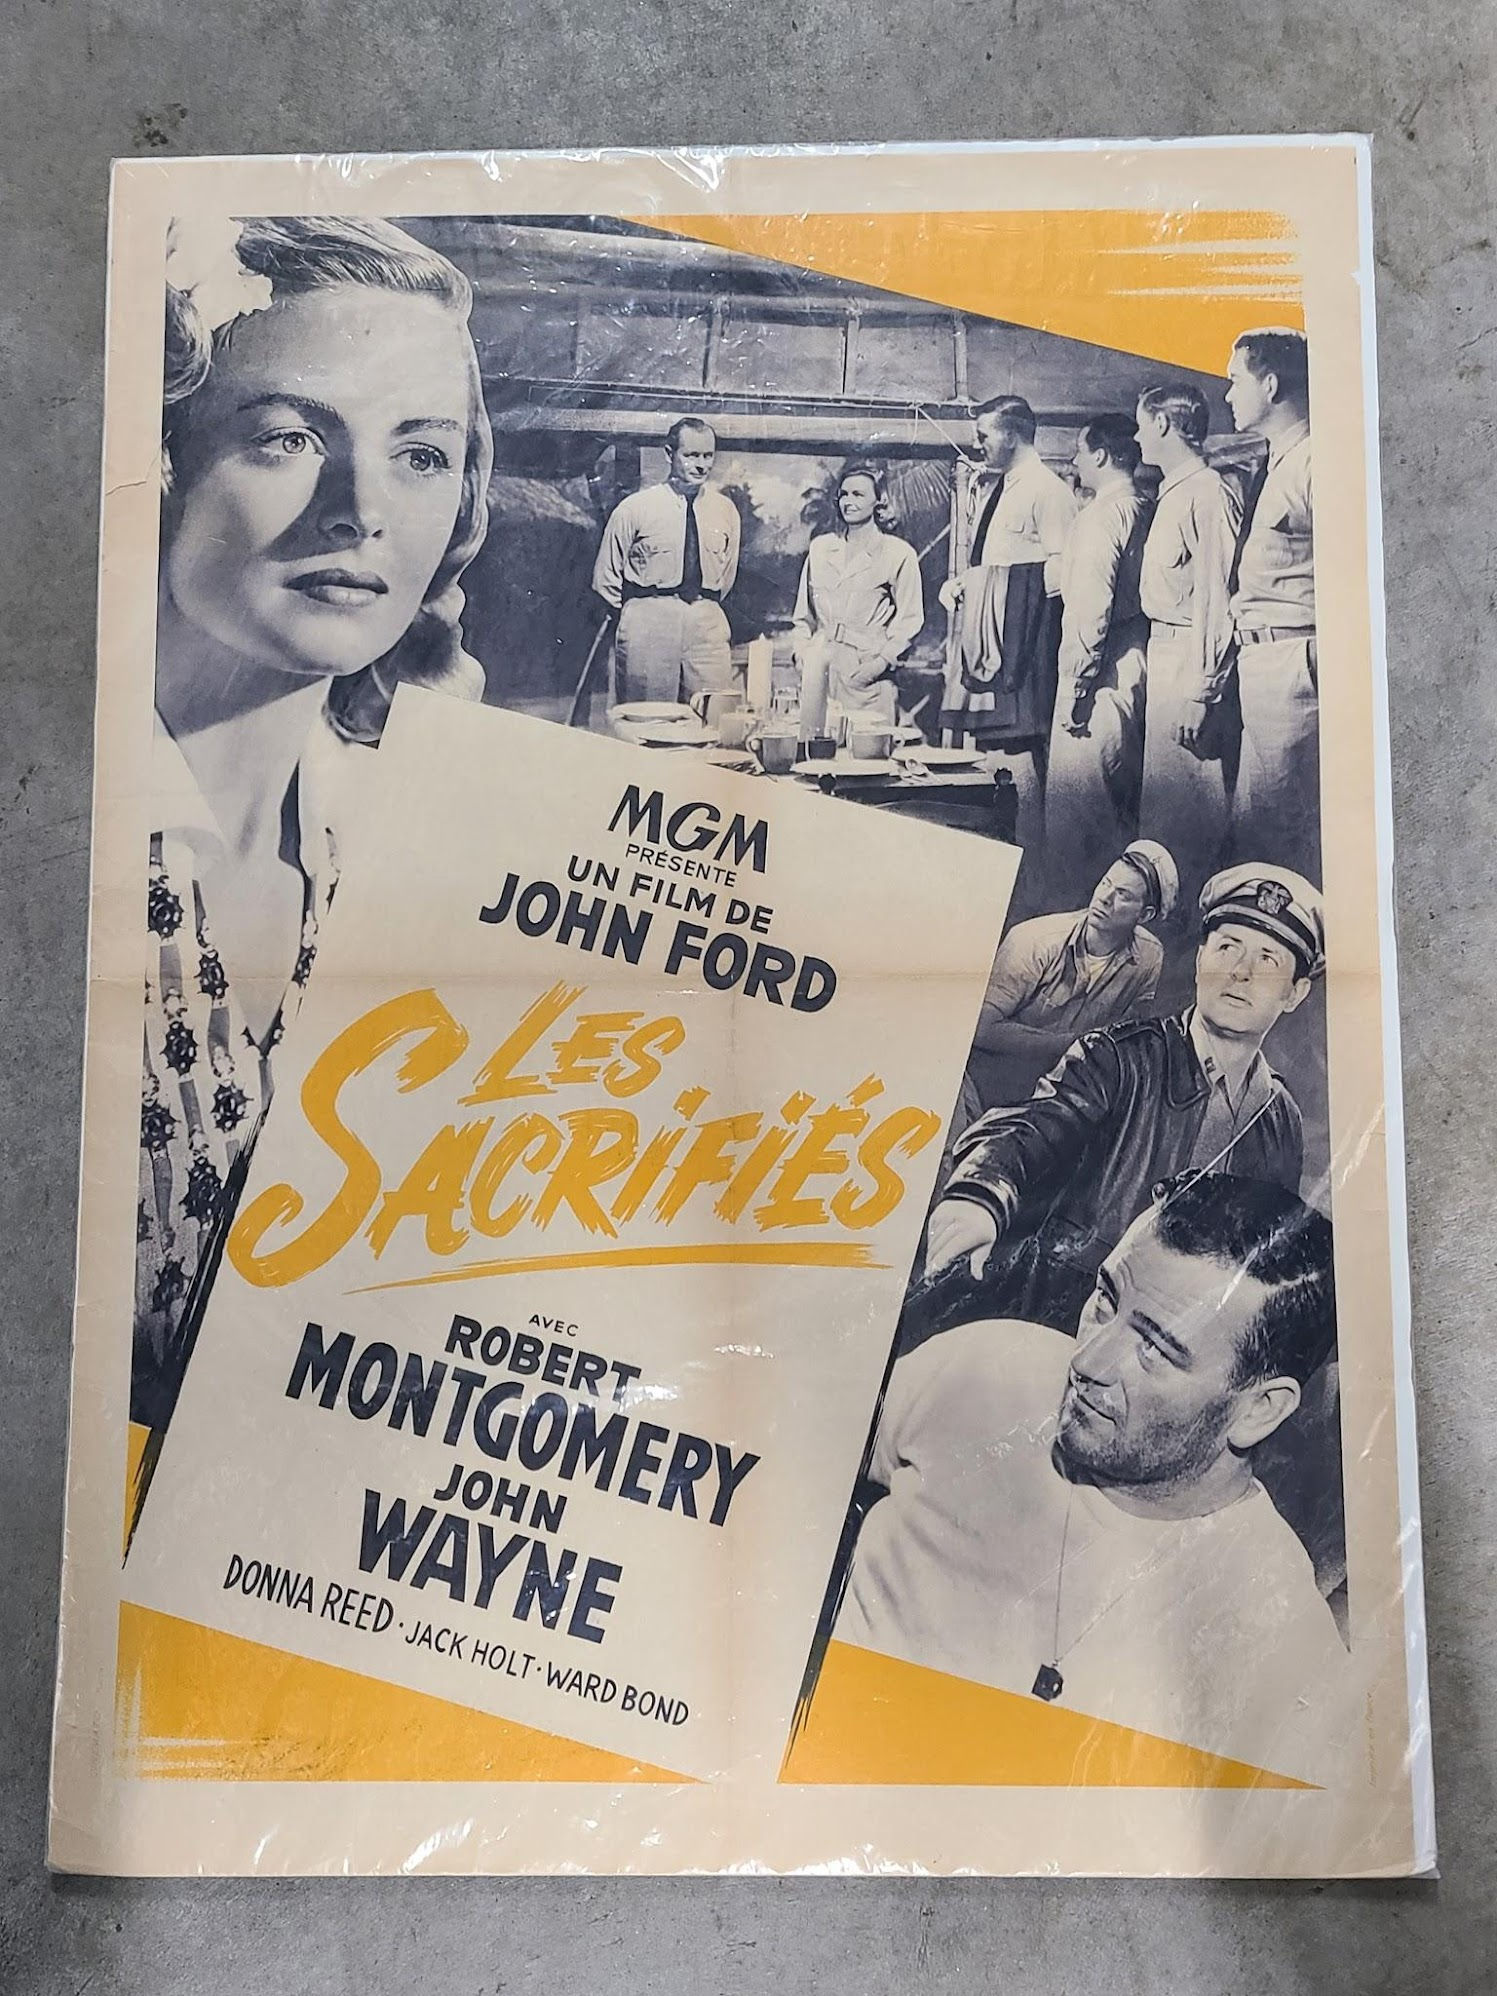 MGM
PRÉSENTE
UN FILM DE
JOHN FORD
LES
SACRIFIÉS
AVEC
ROBERT
MONTGOMERY
JOHN
WAYNE
DONNA REED · JACK HOLT · WARD BOND